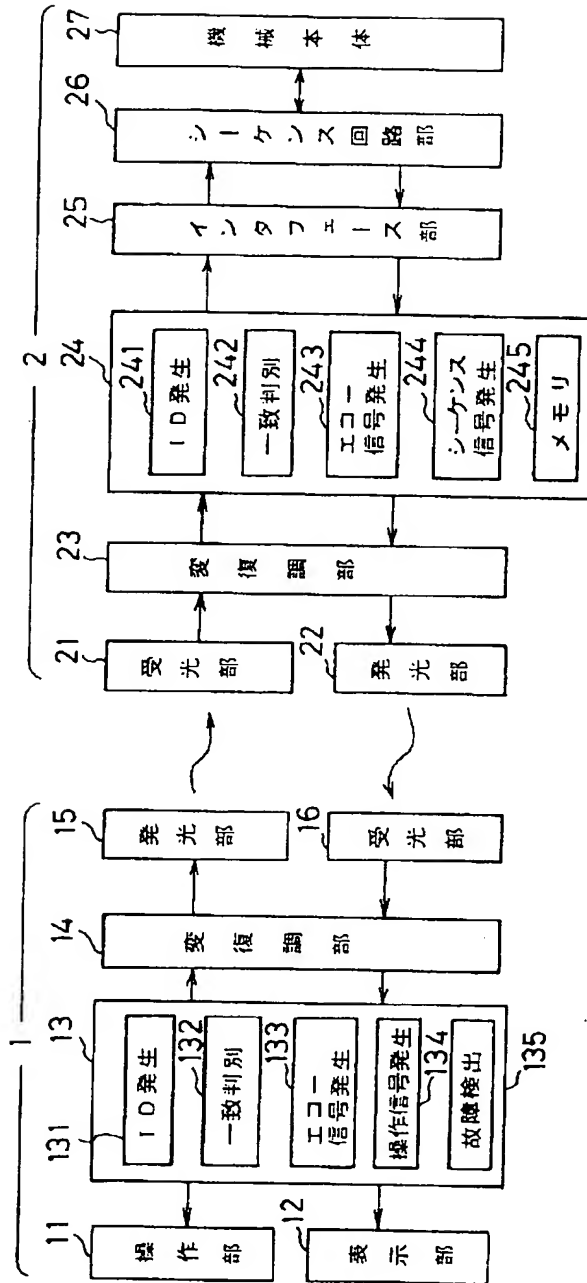 1
11
操作部
12
表示部
13
131
ID発生
132
一致判別
133
エコー
信号発生
操作信号発生
134
故障検出
135
14
変復調部
15
発光部
16
受光部
2
21
受光部
22
発光部
23
変復調部
24
241
ID発生
242
一致判別
243
エコー
信号発生
244
シーケンス
信号発生
245
メモリ
25
インタフェース部
26
シーケンス回路部
27
機械本体